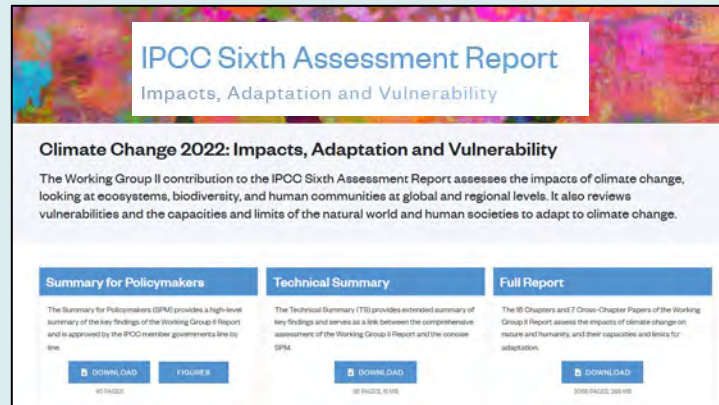 IPCC Sixth Assessment Report
Impacts, Adaptation and Vulnerability
Climate Change 2022: Impacts, Adaptation and Vulnerability
The Working Group II contribution to the IPCC Sixth Assessment Report assesses the impacts of climate change,
looking at ecosystems, biodiversity, and human communities at global and regional levels. It also reviews
vulnerabilities and the capacities and limits of the natural world and human societies to adapt to climate change.
Summary for Policymakers
The Summary for Policymakers (SPM) provides a high-level
summary of the key findings of the Working Group II Report
and is approved by the IPCC member governments line by
line.
DOWNLOAD
FIGURES
PAGES
Technical Summary
The Technical Summary (TS) provides extended summary of
key findings and serves as a link between the comprehensive
assessment of the Working Group II Report and the concise
SPM.
DOWNLOAD
PAGES, MB
Full Report
The 18 Chapters and 7 Cross-Chapter Papers of the Working
Group II Report assess the impacts of climate change on
nature and humanity, and their capacities and limits for
adaptation.
DOWNLOAD
PAGES, MB